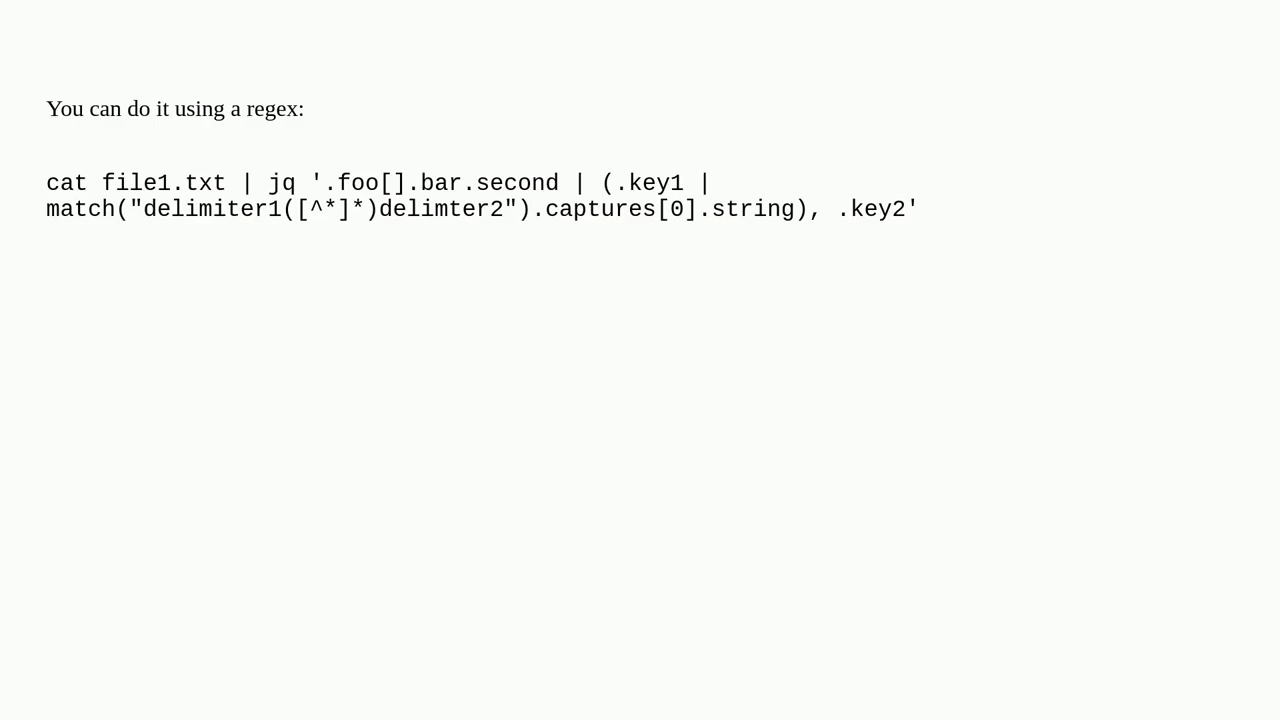 You can do it using a regex:
cat file1.txt | jq '.foo[].bar.second | (.key1 |
match("delimiter1([^*]*)delimter2").captures[0].string), .key2'